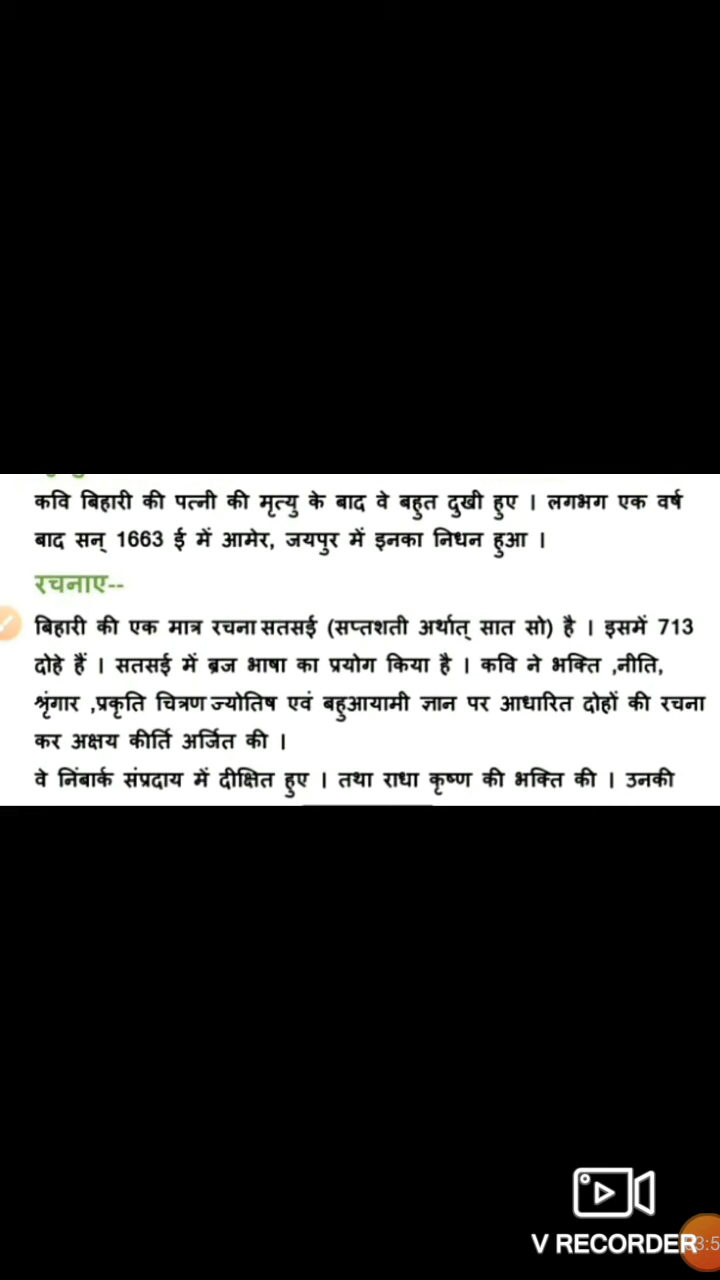 कवि बिहारी की पत्नी की मृत्यु के बाद वे बहुत दुखी हुए । लगभग एक वर्ष
बाद सन् 1663 ई में आमेर, जयपुर में इनका निधन हुआ ।
रचनाए--
बिहारी की एक मात्र रचना सतसई (सप्तशती अर्थात् सात सो) है । इसमें 713
दोहे हैं । सतसई में ब्रज भाषा का प्रयोग किया है । कवि ने भक्ति ,नीति,
श्रृंगार ,प्रकृति चित्रण ज्योतिष एवं बहुआयामी ज्ञान पर आधारित दोहों की रचना
कर अक्षय कीर्ति अर्जित की ।
वे निंबार्क संप्रदाय में दीक्षित हुए । तथा राधा कृष्ण की भक्ति की । उनकी
V RECORDER